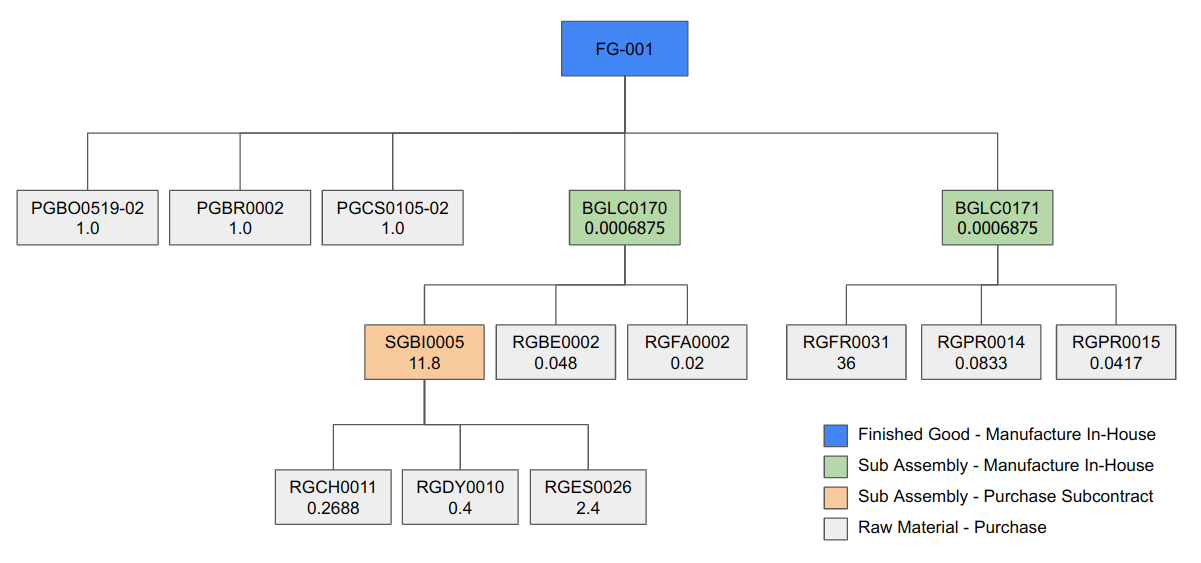 FG-001
PGBO0519-02
1.0
PGBR0002
1.0
PGCS0105-02
1.0
BGLC0170
0.0006875
BGLC0171
0.0006875
SGBI0005
11.8
RGBE0002
0.048
RGFA0002
0.02
RGFR0031
36
RGPR0014
0.0833
RGPR0015
0.0417
RGCH0011
0.2688
RGDY0010
0.4
RGES0026
2.4
Finished Good - Manufacture In-House
Sub Assembly - Manufacture In-House
Sub Assembly - Purchase Subcontract
Raw Material - Purchase